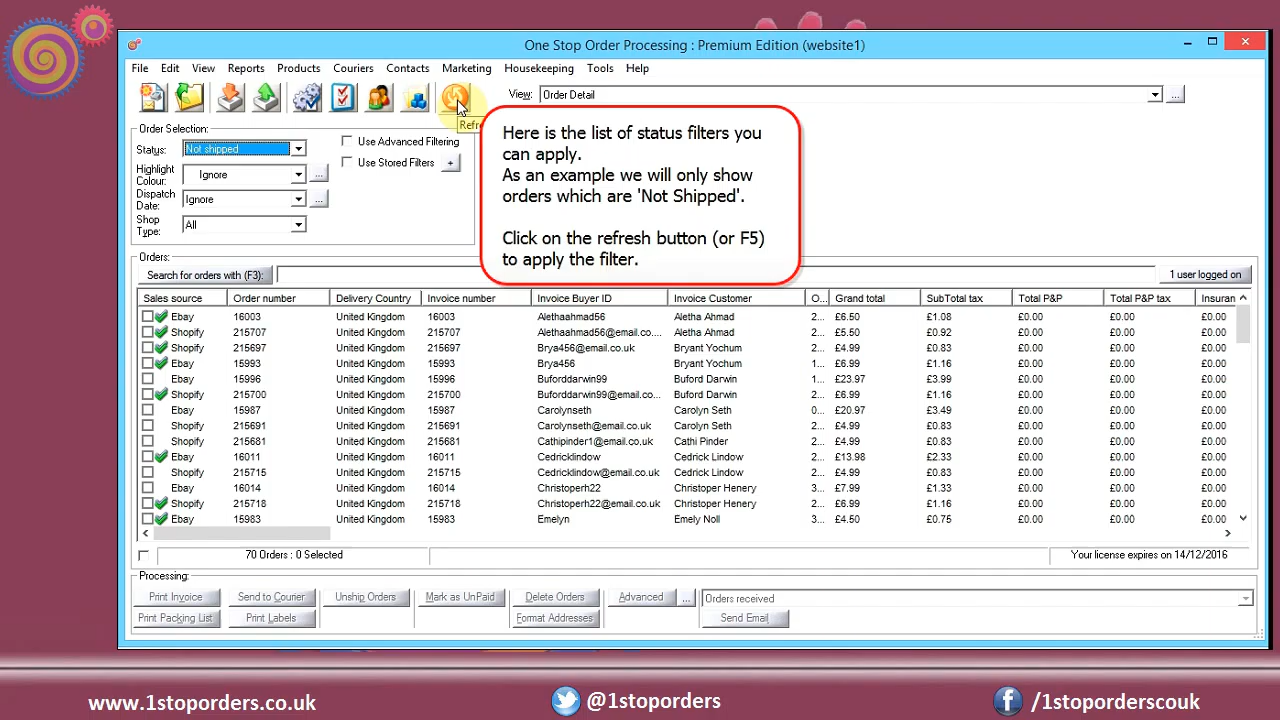 One Stop Order Processing : Premium Edition (website1)
File Edit View Reports Products Couriers Contacts Marketing Housekeeping Tools Help
View: Order Detail ...
Refr
Order Selection:
Status: Not shipped
Use Advanced Filtering
Highlight Colour: Ignore ...
Use Stored Filters +
Dispatch Date: Ignore ...
Shop Type: All
Here is the list of status filters you
can apply.
As an example we will only show
orders which are 'Not Shipped'.
Click on the refresh button (or F5)
to apply the filter.
Orders:
Search for orders with (F3): 1 user logged on
Sales source Order number Delivery Country Invoice number Invoice Buyer ID Invoice Customer O... Grand total SubTotal tax Total P&P Total P&P tax Insuran
Ebay 16003 United Kingdom 16003 Alethaahmad56 Aletha Ahmad 2... £6.50 £1.08 £0.00 £0.00 £0.00
Shopify 215707 United Kingdom 215707 Alethaahmad56@email.co.... Aletha Ahmad 2... £5.50 £0.92 £0.00 £0.00 £0.00
Shopify 215697 United Kingdom 215697 Brya456@email.co.uk Bryant Yochum 2... £4.99 £0.83 £0.00 £0.00 £0.00
Ebay 15993 United Kingdom 15993 Brya456 Bryant Yochum 1... £6.99 £1.16 £0.00 £0.00 £0.00
Ebay 15996 United Kingdom 15996 Buforddarwin99 Buford Darwin 1... £23.97 £3.99 £0.00 £0.00 £0.00
Shopify 215700 United Kingdom 215700 Buforddarwin99@email.co... Buford Darwin 2... £6.99 £1.16 £0.00 £0.00 £0.00
Ebay 15987 United Kingdom 15987 Carolynseth Carolyn Seth 0... £20.97 £3.49 £0.00 £0.00 £0.00
Shopify 215691 United Kingdom 215691 Carolynseth@email.co.uk Carolyn Seth 2... £4.99 £0.83 £0.00 £0.00 £0.00
Shopify 215681 United Kingdom 215681 Cathipinder1@email.co.uk Cathi Pinder 2... £4.99 £0.83 £0.00 £0.00 £0.00
Ebay 16011 United Kingdom 16011 Cedricklindow Cedrick Lindow 2... £13.98 £2.33 £0.00 £0.00 £0.00
Shopify 215715 United Kingdom 215715 Cedricklindow@email.co.uk Cedrick Lindow 2... £4.99 £0.83 £0.00 £0.00 £0.00
Ebay 16014 United Kingdom 16014 Christoperh22 Christoper Henery 3... £7.99 £1.33 £0.00 £0.00 £0.00
Shopify 215718 United Kingdom 215718 Christoperh22@email.co.uk Christoper Henery 2... £6.99 £1.16 £0.00 £0.00 £0.00
Ebay 15983 United Kingdom 15983 Emelyn Emely Noll 3... £4.50 £0.75 £0.00 £0.00 £0.00
70 Orders : 0 Selected Your license expires on 14/12/2016
Processing:
Print Invoice Send to Courier Unship Orders Mark as UnPaid Delete Orders Advanced ... Orders received
Print Packing List Print Labels Format Addresses Send Email
www.1stoporders.co.uk @1stoporders /1stoporderscouk